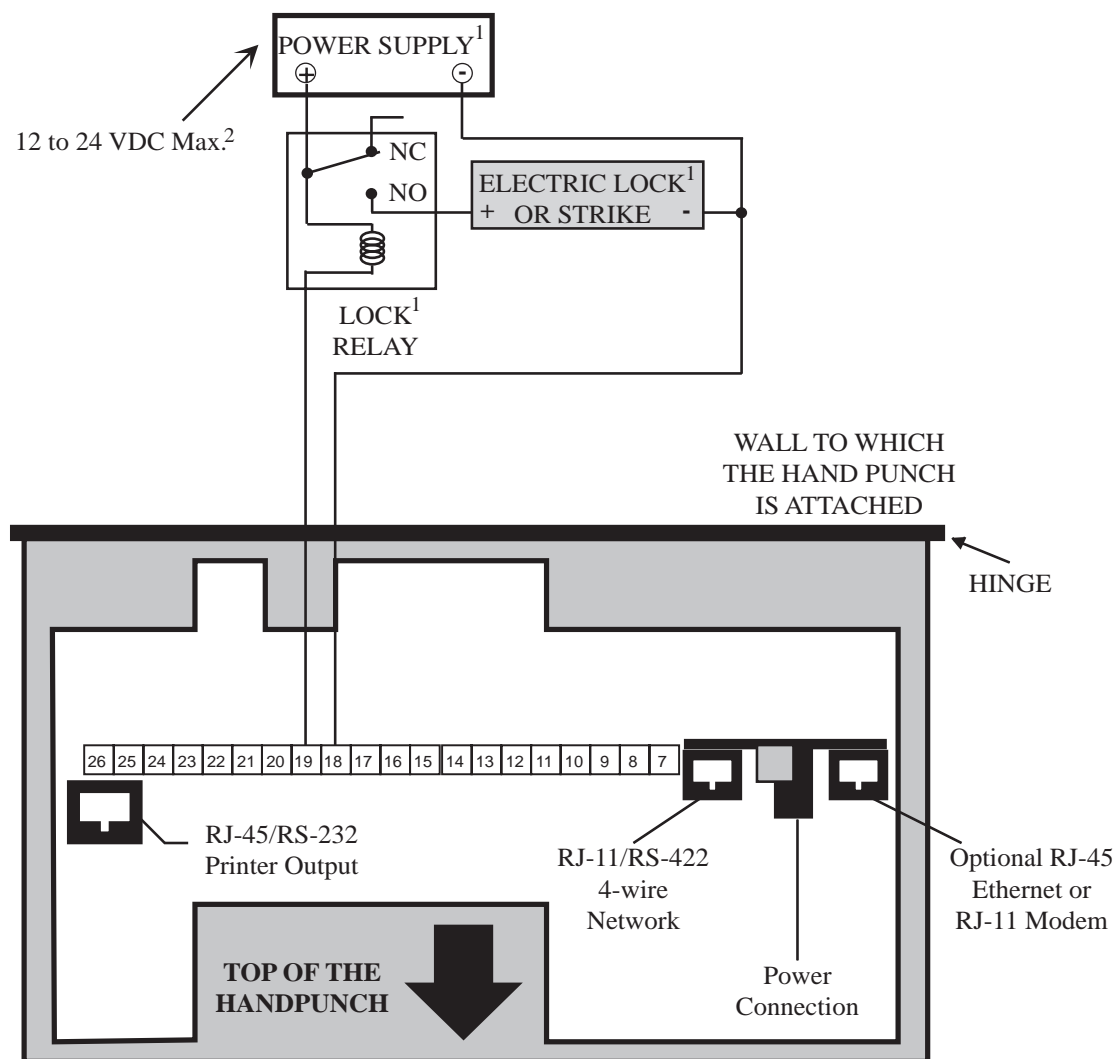 POWER SUPPLY1
+ -
12 to 24 VDC Max.2
NC
NO
ELECTRIC LOCK1
+ OR STRIKE -
LOCK1
RELAY
WALL TO WHICH
THE HAND PUNCH
IS ATTACHED
HINGE
26 25 24 23 22 21 20 19 18 17 16 15 14 13 12 11 10 9 8 7
RJ-45/RS-232
Printer Output
RJ-11/RS-422
4-wire
Network
Optional RJ-45
Ethernet or
RJ-11 Modem
Power
Connection
TOP OF THE
HANDPUNCH